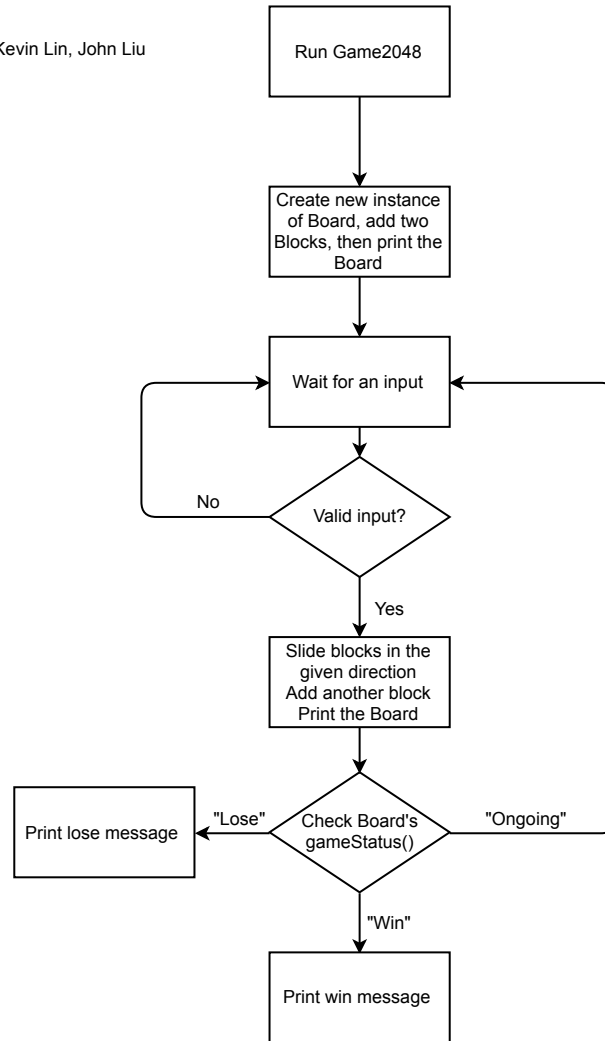 Kevin Lin, John Liu
Run Game2048
Create new instance
of Board, add two
Blocks, then print the
Board
Wait for an input
No
Valid input?
Yes
Slide blocks in the
given direction
Add another block
Print the Board
Print lose message
"Lose"
Check Board's
gameStatus()
"Ongoing"
"Win"
Print win message